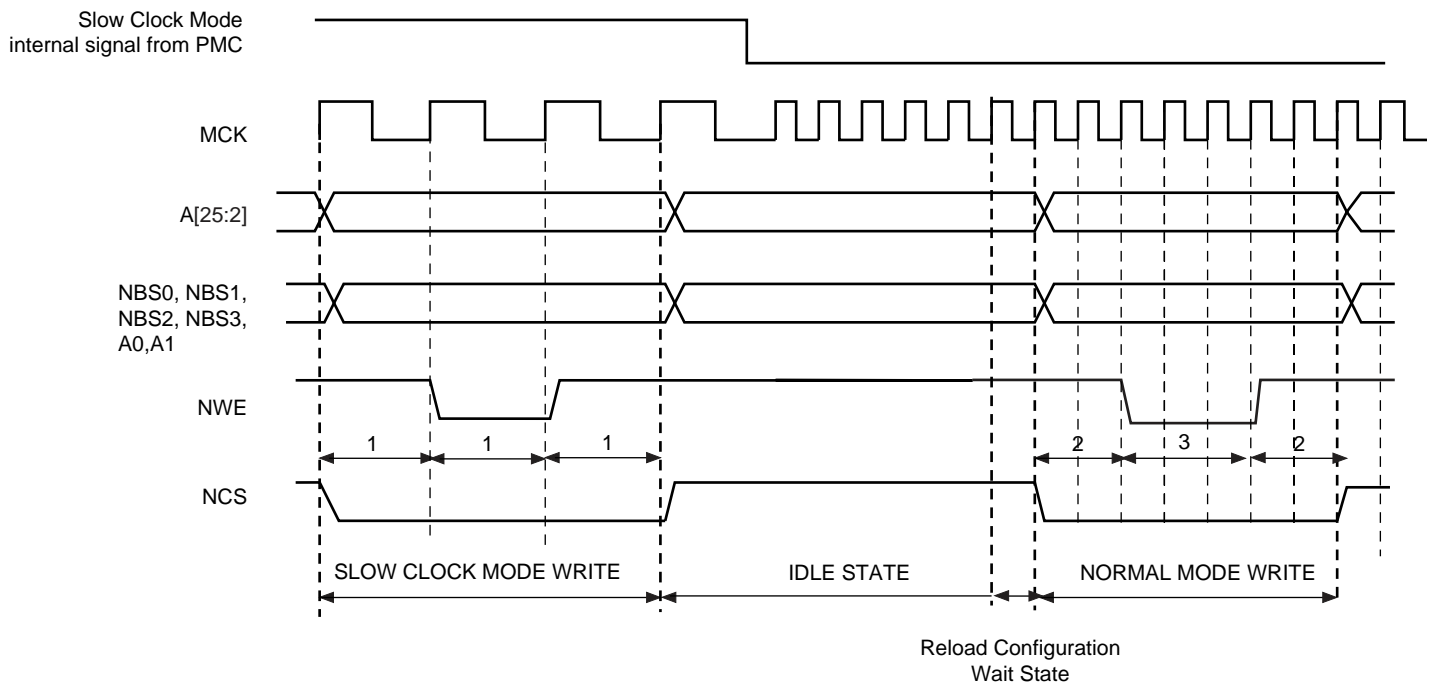 Slow Clock Mode
internal signal from PMC
MCK
A[25:2]
NBS0, NBS1,
NBS2, NBS3,
A0,A1
NWE
1 1 1 2 3 2
NCS
SLOW CLOCK MODE WRITE IDLE STATE NORMAL MODE WRITE
Reload Configuration
Wait State